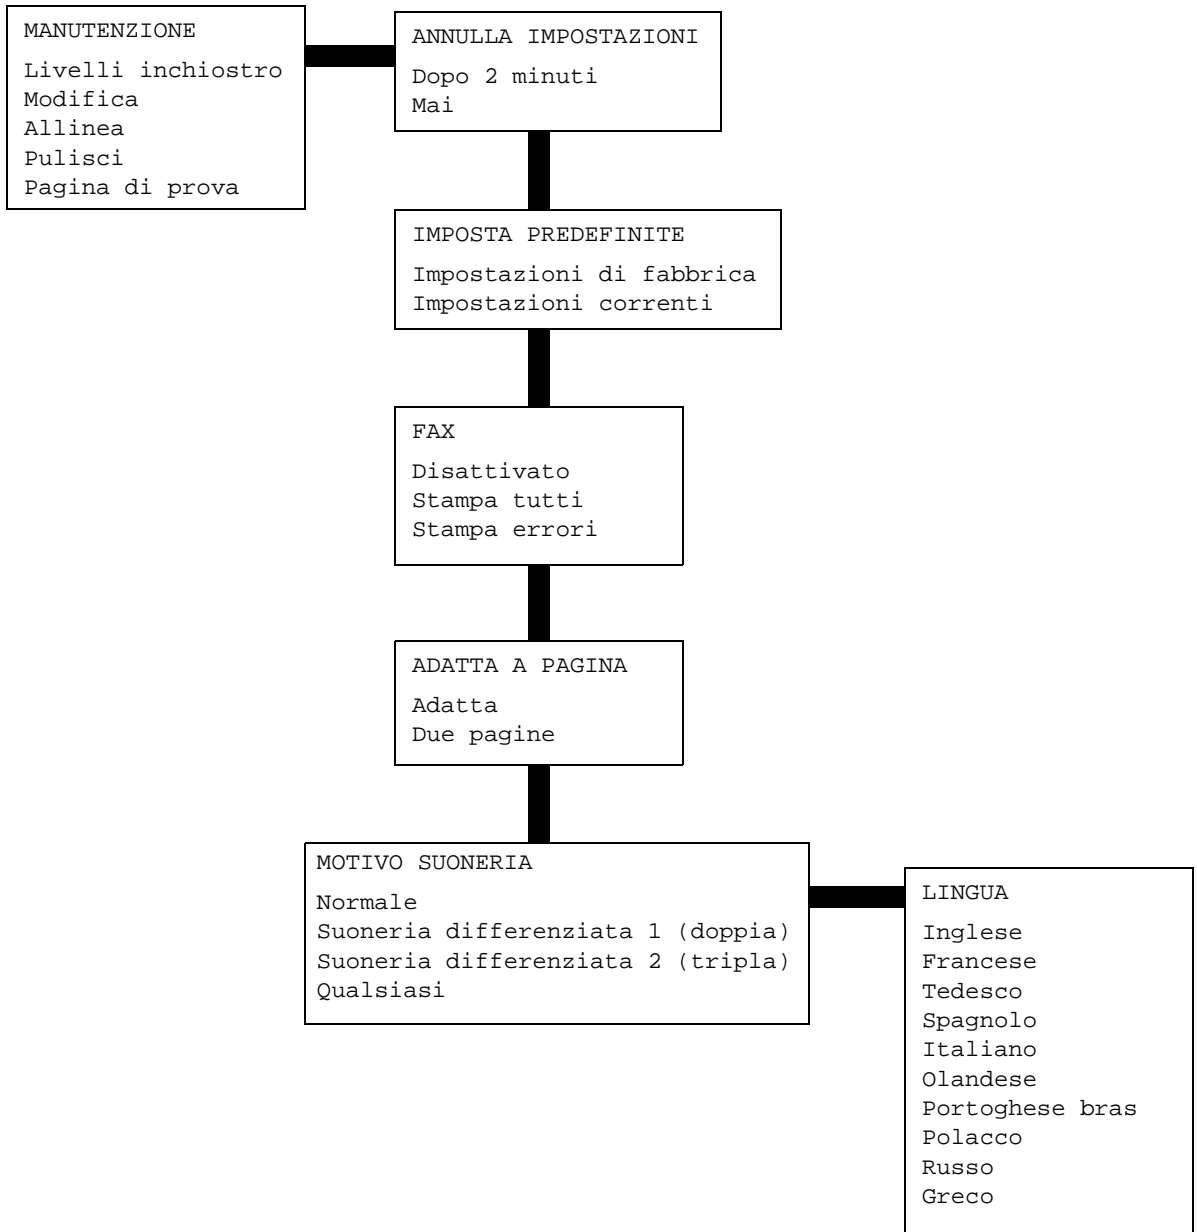 MANUTENZIONE
Livelli inchiostro
Modifica
Allinea
Pulisci
Pagina di prova
ANNULLA IMPOSTAZIONI
Dopo 2 minuti
Mai
IMPOSTA PREDEFINITE
Impostazioni di fabbrica
Impostazioni correnti
FAX
Disattivato
Stampa tutti
Stampa errori
ADATTA A PAGINA
Adatta
Due pagine
MOTIVO SUONERIA
Normale
Suoneria differenziata 1 (doppia)
Suoneria differenziata 2 (tripla)
Qualsiasi
LINGUA
Inglese
Francese
Tedesco
Spagnolo
Italiano
Olandese
Portoghese bras
Polacco
Russo
Greco